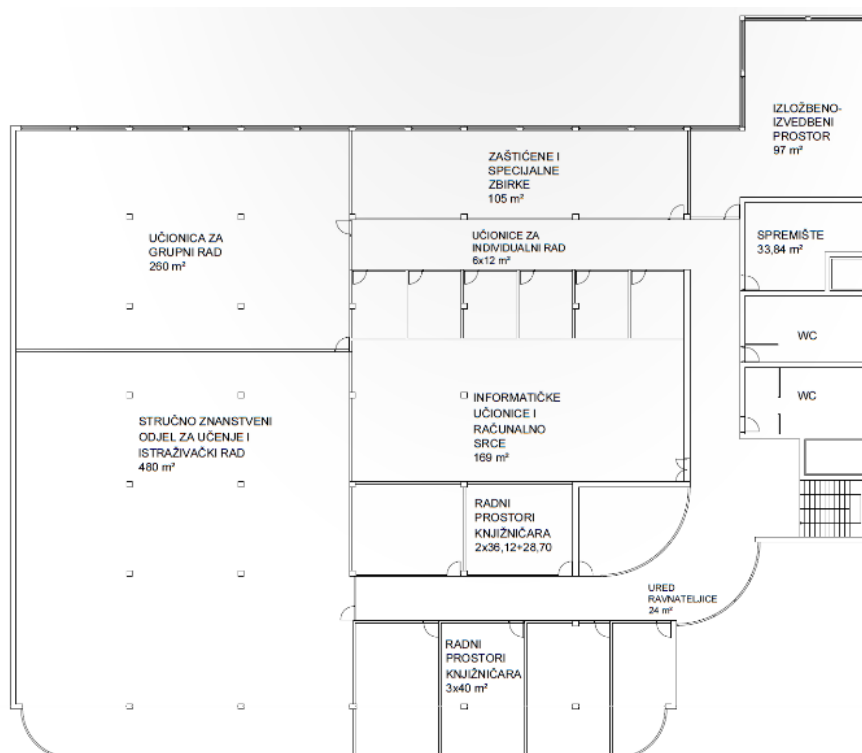 IZLOŽBENO-
IZVEDBENI
PROSTOR
97 m²
ZAŠTIĆENE I
SPECIJALNE
ZBIRKE
105 m²
UČIONICA ZA
GRUPNI RAD
260 m²
UČIONICE ZA
INDIVIDUALNI RAD
6x12 m²
SPREMIŠTE
33,84 m²
WC
WC
STRUČNO ZNANSTVENI
ODJEL ZA UČENJE I
ISTRAŽIVAČKI RAD
480 m²
INFORMATIČKE
UČIONICE I
RAČUNALNO
SRCE
169 m²
RADNI
PROSTORI
KNJIŽNIČARA
2x36,12+28,70
URED
RAVNATELJICE
24 m²
RADNI
PROSTORI
KNJIŽNIČARA
3x40 m²